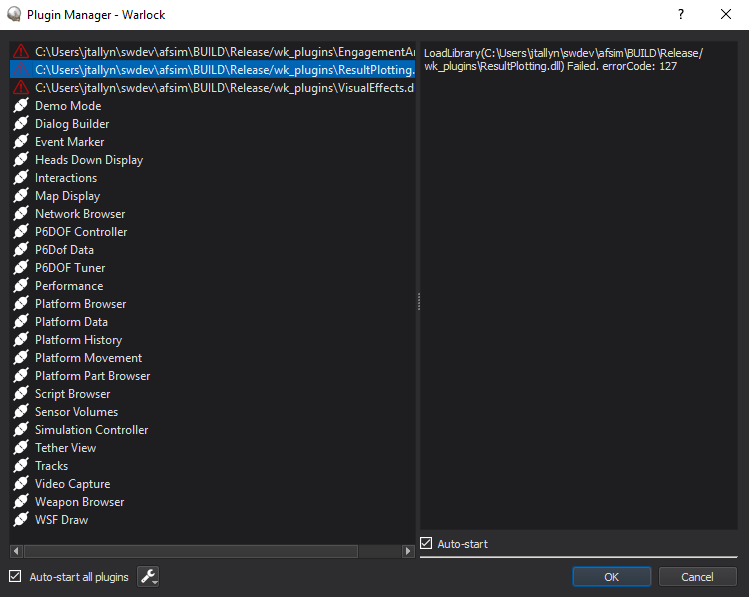 Plugin Manager - Warlock
?
C:\Users\jtallyn\swdev\afsim\BUILD\Release/wk_plugins\EngagementAn
C:\Users\jtallyn\swdev\afsim\BUILD\Release/wk_plugins\ResultPlotting.
C:\Users\jtallyn\swdev\afsim\BUILD\Release/wk_plugins\VisualEffects.d
Demo Mode
Dialog Builder
Event Marker
Heads Down Display
Interactions
Map Display
Network Browser
P6DOF Controller
P6Dof Data
P6DOF Tuner
Performance
Platform Browser
Platform Data
Platform History
Platform Movement
Platform Part Browser
Script Browser
Sensor Volumes
Simulation Controller
Tether View
Tracks
Video Capture
Weapon Browser
WSF Draw
LoadLibrary(C:\Users\jtallyn\swdev\afsim\BUILD\Release/
wk_plugins\ResultPlotting.dll) Failed. errorCode: 127
Auto-start
Auto-start all plugins
OK
Cancel